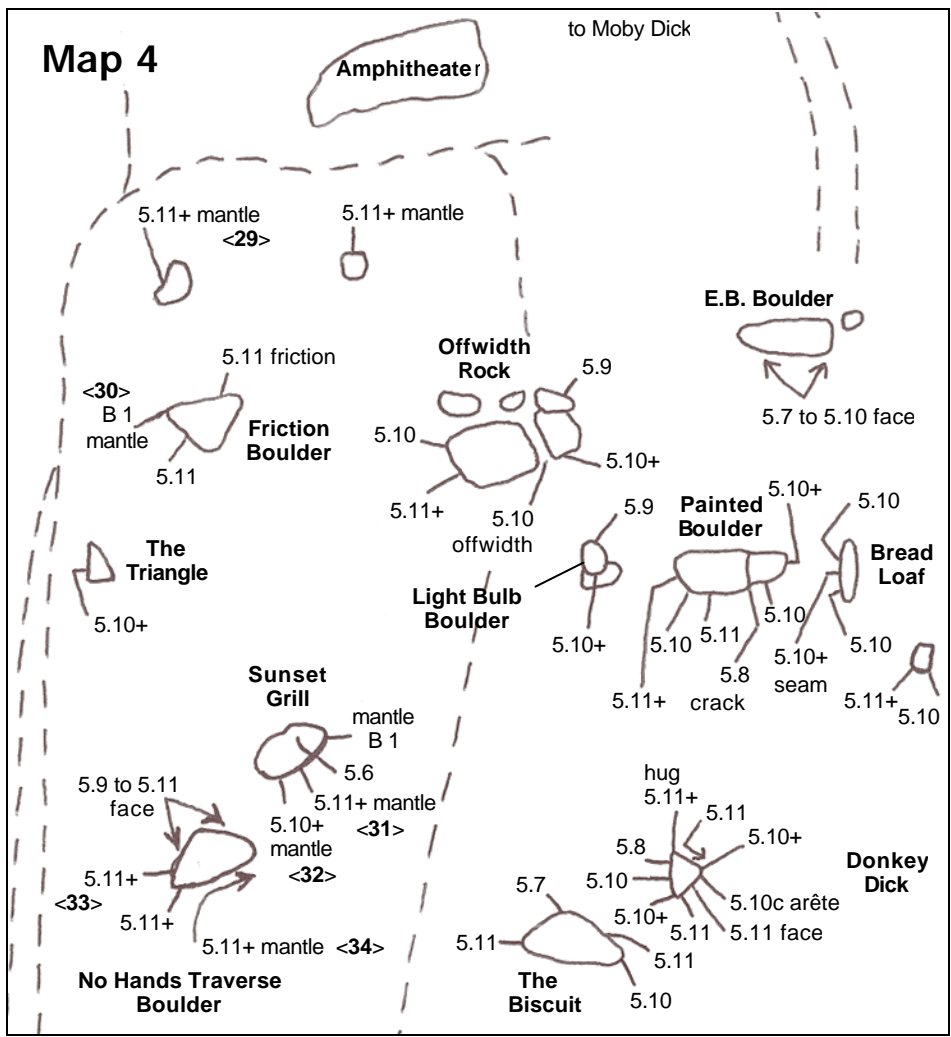 to Moby Dick
Map 4
Amphitheater
5.11+ mantle
<29>
5.11+ mantle
E.B. Boulder
5.7 to 5.10 face
5.11 friction
<30>
B 1
mantle
Friction
Boulder
5.11
Offwidth
Rock
5.9
5.10
5.10+
5.11+
5.10
offwidth
The
Triangle
5.10+
5.9
Light Bulb
Boulder
5.10+
Painted
Boulder
5.10+
5.10
5.11
5.10
5.8
crack
5.11+
5.10
Bread
Loaf
5.10
5.10+
seam
5.11+
5.10
Sunset
Grill
mantle
B 1
5.6
5.11+ mantle
<31>
5.10+
mantle
<32>
5.9 to 5.11
face
5.11+
<33>
5.11+
5.11+ mantle <34>
No Hands Traverse
Boulder
hug
5.11+
5.11
5.10+
5.8
5.10
Donkey
Dick
5.10c arête
5.10+
5.11
5.11 face
5.7
5.11
5.11
5.10
The
Biscuit